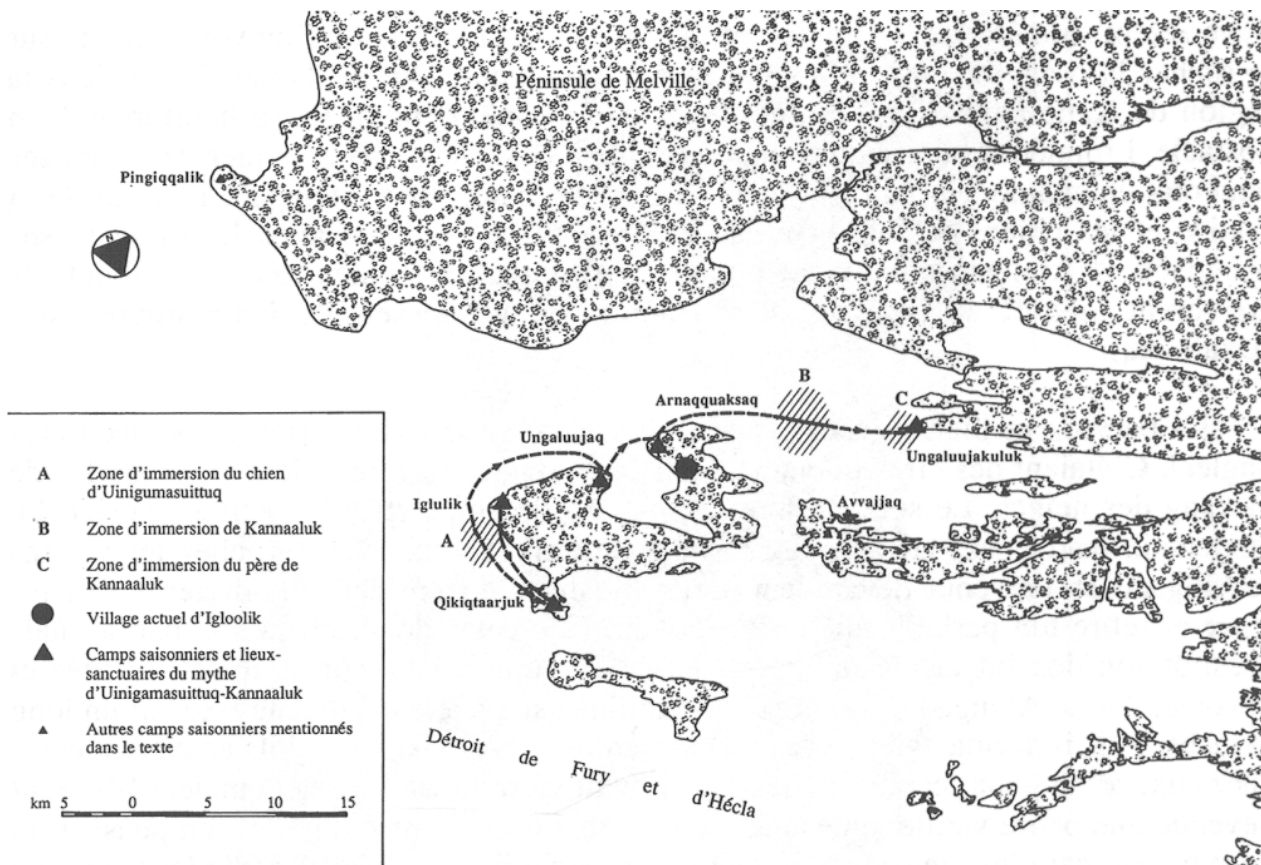 Péninsule de Melville
Pingiqqalik
N
B
Arnaqquaksaq
C
Ungaluujaq
Ungaluujakuluk
Iglulik
Avvajjaq
A
Qikiqtaarjuk
Détroit de Fury et d'Hécla
A Zone d'immersion du chien
d'Uinigumasuittuq
B Zone d'immersion de Kannaaluk
C Zone d'immersion du père de
Kannaaluk
Village actuel d'Igloolik
Camps saisonniers et lieux-
sanctuaires du mythe
d'Uinigamasuittuq-Kannaaluk
Autres camps saisonniers mentionnés
dans le texte
km 5 0 5 10 15